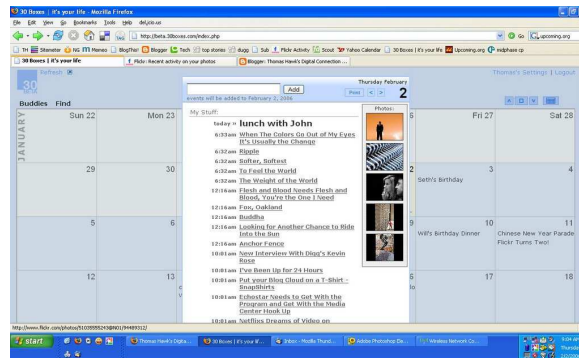 30 Boxes | it's your life - Mozilla Firefox
File Edit View Go Bookmarks Tools Help del.icio.us
http://beta.30boxes.com/index.php
Go
upcoming.org
TH Sitemeter NG Memes BlogThis! Blogger Tech top stories dugg Sub Flickr Activity Scout Yahoo Calendar 30 Boxes | it's your life Upcoming.org midphase cp
30 Boxes | it's your life Flickr: Recent activity on your photos Blogger: Thomas Hawk's Digital Connection ...
Refresh
Thomas's Settings | Logout
30
Add
Thursday February
2
events will be added to February 2, 2006
Buddies Find
My Stuff:
Photos:
JANUARY
Sun 22 Mon 23
Fri 27 Sat 28
today » lunch with John
6:33am When The Colors Go Out of My Eyes
It's Usually the Change
6:32am Ripple
6:32am Softer, Softest
6:32am To Feel the World
6:32am The Weight of the World
12:16am Flesh and Blood Needs Flesh and
Blood, You're the One I Need
12:16am Fox, Oakland
12:16am Buddha
12:16am Looking for Another Chance to Ride
Into the Sun
12:16am Anchor Fence
10:01am New Interview With Digg's Kevin
Rose
10:01am I've Been Up for 24 Hours
10:01am Put your Blog Cloud on a T-Shirt -
SnapShirts
10:01am Echostar Needs to Get With the
Program and Get With the Media
Center Hook Up
10:01am Netflixs Dreams of Video on
29 30
2 3 4
Seth's Birthday
5 6
10 11
Will's Birthday Dinner
Chinese New Year Parade
Flickr Turns Two!
12 13
17 18
http://www.flickr.com/photos/51035555243@N01/94489312/
start
Thomas Hawk's Digita...
30 Boxes | it's your lif...
Inbox - Mozilla Thund...
Adobe Photoshop Ele...
Wireless Network Co...
3:04 AM
Thursday